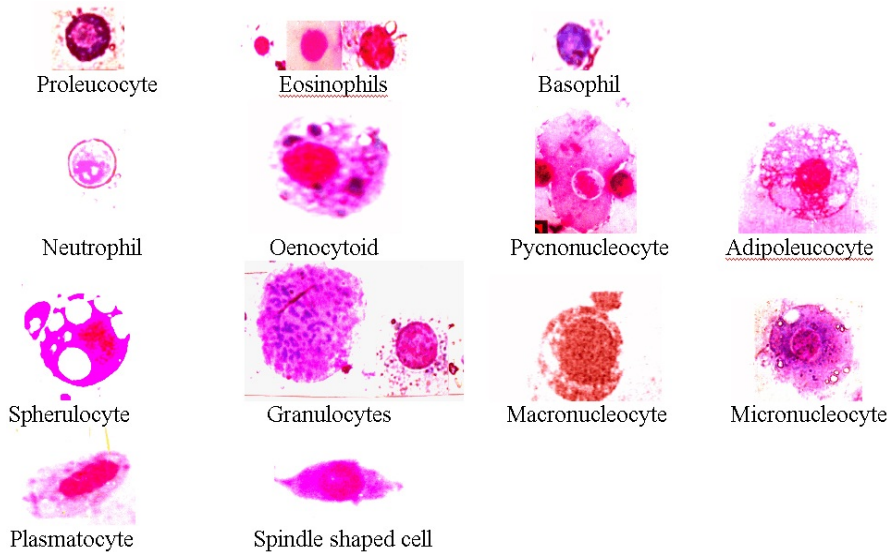 Proleucocyte
Eosinophils
Basophil
Neutrophil
Oenocytoid
Pycnonucleocyte
Adipoleucocyte
Spherulocyte
Granulocytes
Macronucleocyte
Micronucleocyte
Plasmatocyte
Spindle shaped cell